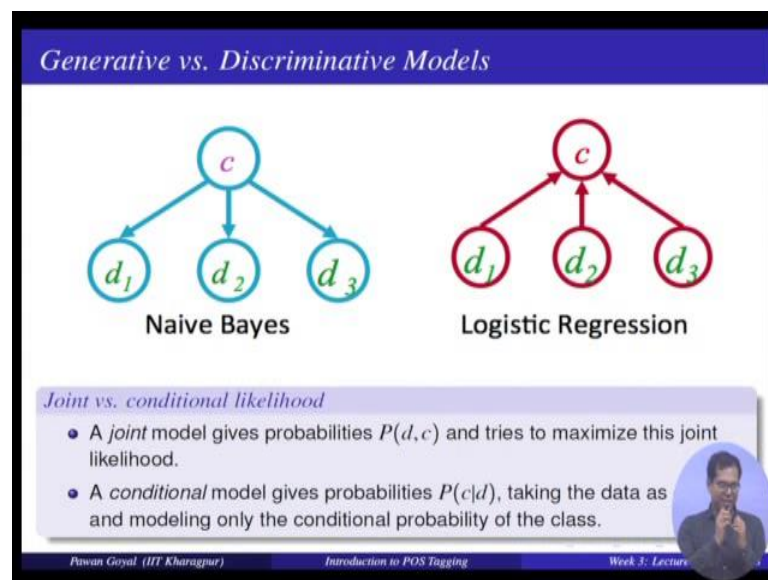 Generative vs. Discriminative Models
c
c
d1 d2 d3
d1 d2 d3
Naive Bayes
Logistic Regression
Joint vs. conditional likelihood
A joint model gives probabilities P(d,c) and tries to maximize this joint
likelihood.
A conditional model gives probabilities P(c|d), taking the data as
and modeling only the conditional probability of the class.
Pawan Goyal (IIT Kharagpur) Introduction to POS Tagging Week 3: Lecture